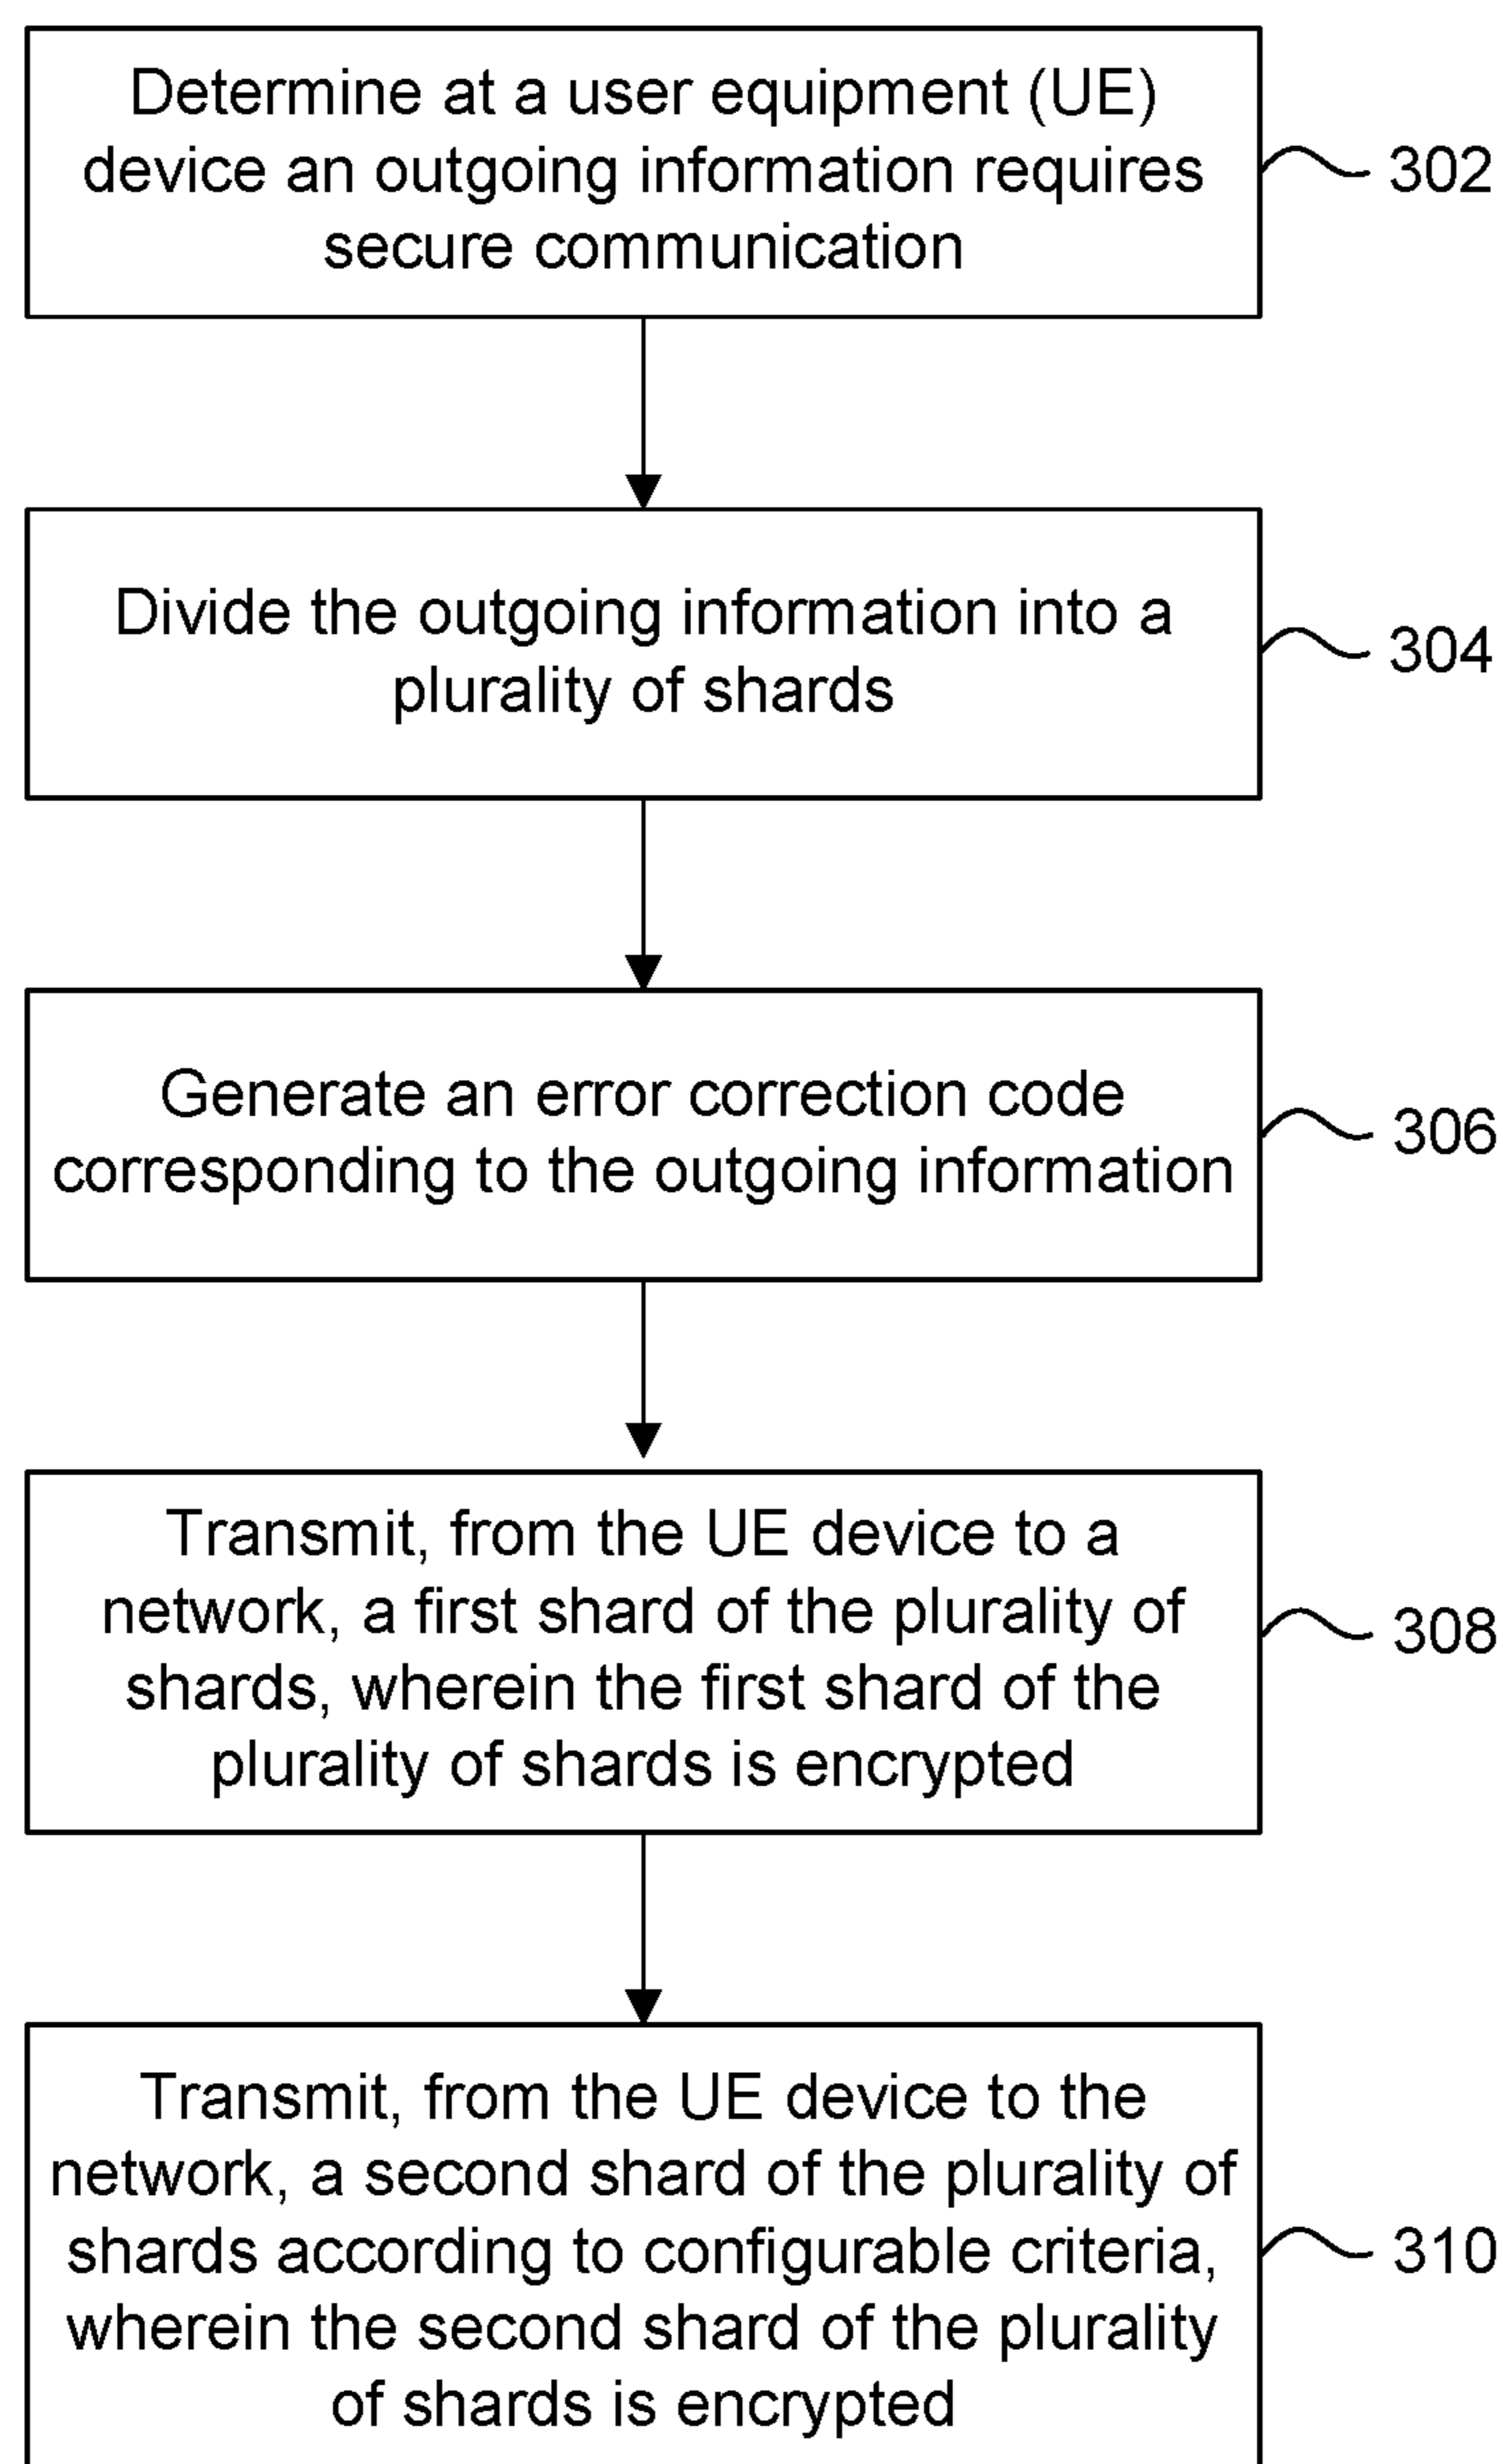 Determine at a user equipment (UE)
device an outgoing information requires
secure communication
302
Divide the outgoing information into a
plurality of shards
304
Generate an error correction code
corresponding to the outgoing information
306
Transmit, from the UE device to a
network, a first shard of the plurality of
shards, wherein the first shard of the
plurality of shards is encrypted
308
Transmit, from the UE device to the
network, a second shard of the plurality of
shards according to configurable criteria,
wherein the second shard of the plurality
of shards is encrypted
310